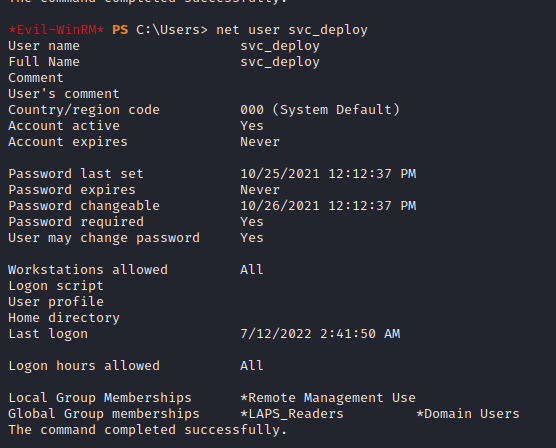 The command completed successfully.
*Evil-WinRM* PS C:\Users> net user svc_deploy
User name                    svc_deploy
Full Name                    svc_deploy
Comment
User's comment
Country/region code          000 (System Default)
Account active               Yes
Account expires              Never
Password last set            10/25/2021 12:12:37 PM
Password expires             Never
Password changeable          10/26/2021 12:12:37 PM
Password required            Yes
User may change password     Yes
Workstations allowed         All
Logon script
User profile
Home directory
Last logon                   7/12/2022 2:41:50 AM
Logon hours allowed          All
Local Group Memberships      *Remote Management Use
Global Group memberships     *LAPS_Readers         *Domain Users
The command completed successfully.